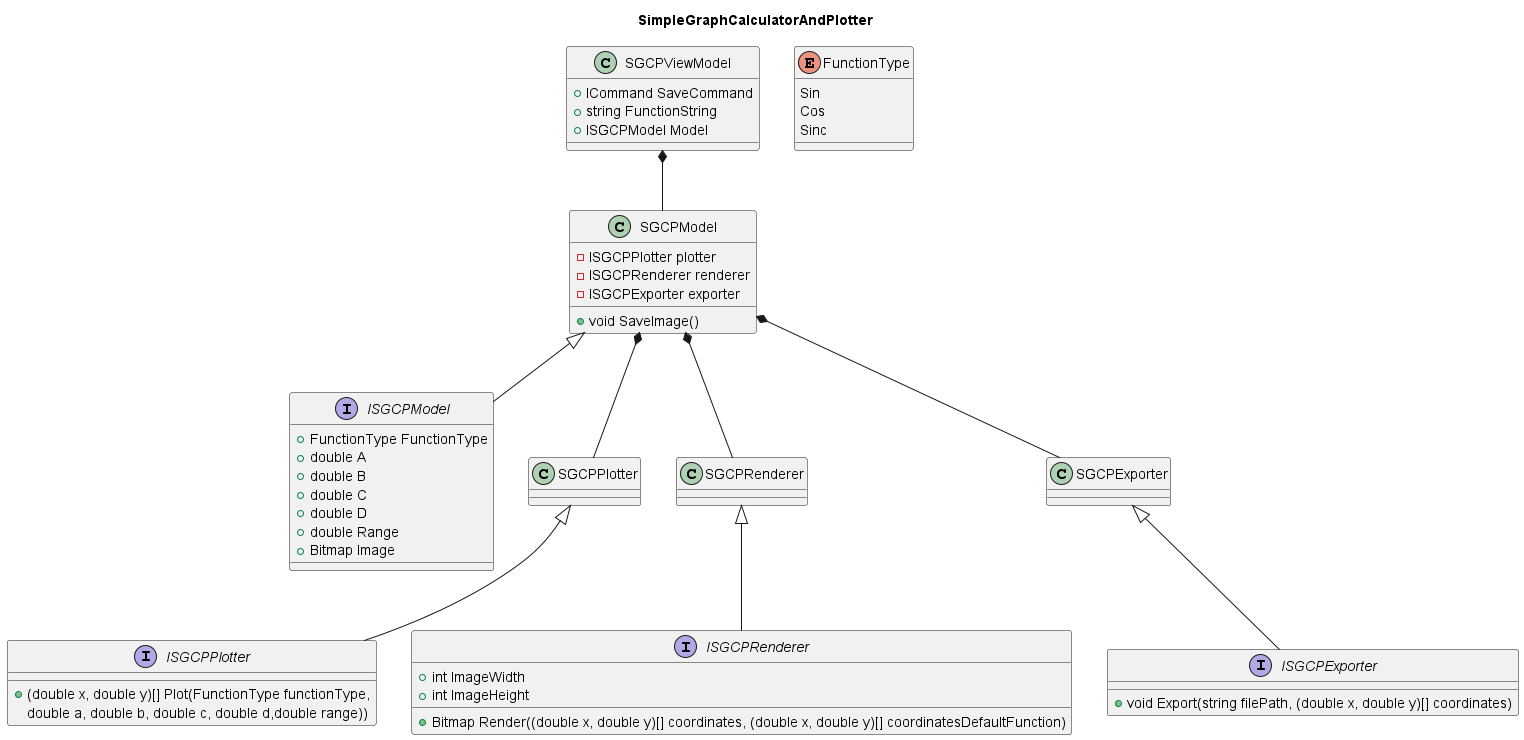 SimpleGraphCalculatorAndPlotter
C SGCPViewModel
ICommand SaveCommand
string FunctionString
ISGCPModel Model
E FunctionType
Sin
Cos
Sinc
C SGCPModel
ISGCPPlotter plotter
ISGCPRenderer renderer
ISGCPExporter exporter
void SaveImage()
I ISGCPModel
FunctionType FunctionType
double A
double B
double C
double D
double Range
Bitmap Image
C SGCPPlotter
C SGCPRenderer
C SGCPExporter
I ISGCPPlotter
(double x, double y)[] Plot(FunctionType functionType,
double a, double b, double c, double d,double range))
I ISGCPRenderer
int ImageWidth
int ImageHeight
Bitmap Render((double x, double y)[] coordinates, (double x, double y)[] coordinatesDefaultFunction)
I ISGCPExporter
void Export(string filePath, (double x, double y)[] coordinates)